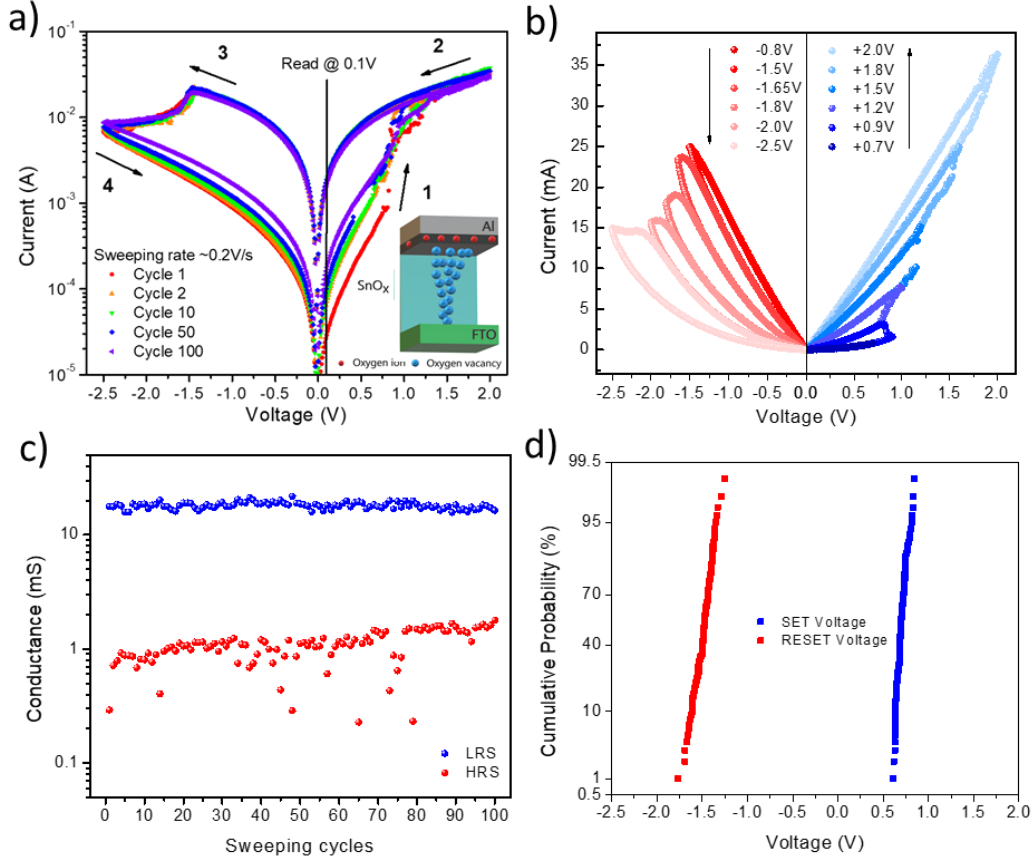 a)
3
2
Read @ 0.1V
4
1
10⁻¹
10⁻²
10⁻³
10⁻⁴
10⁻⁵
Current (A)
Sweeping rate ~0.2V/s
Cycle 1
Cycle 2
Cycle 10
Cycle 50
Cycle 100
Al
SnOₓ
FTO
Oxygen ion
Oxygen vacancy
-2.5 -2.0 -1.5 -1.0 -0.5 0.0 0.5 1.0 1.5 2.0
Voltage (V)
b)
-0.8V
-1.5V
-1.65V
-1.8V
-2.0V
-2.5V
+2.0V
+1.8V
+1.5V
+1.2V
+0.9V
+0.7V
35
30
25
20
15
10
5
0
Current (mA)
-2.5 -2.0 -1.5 -1.0 -0.5 0.0 0.5 1.0 1.5 2.0
Voltage (V)
c)
10
1
0.1
Conductance (mS)
LRS
HRS
0 10 20 30 40 50 60 70 80 90 100
Sweeping cycles
d)
99.5
95
70
40
10
1
0.5
Cumulative Probability (%)
SET Voltage
RESET Voltage
-2.5 -2.0 -1.5 -1.0 -0.5 0.0 0.5 1.0 1.5 2.0
Voltage (V)